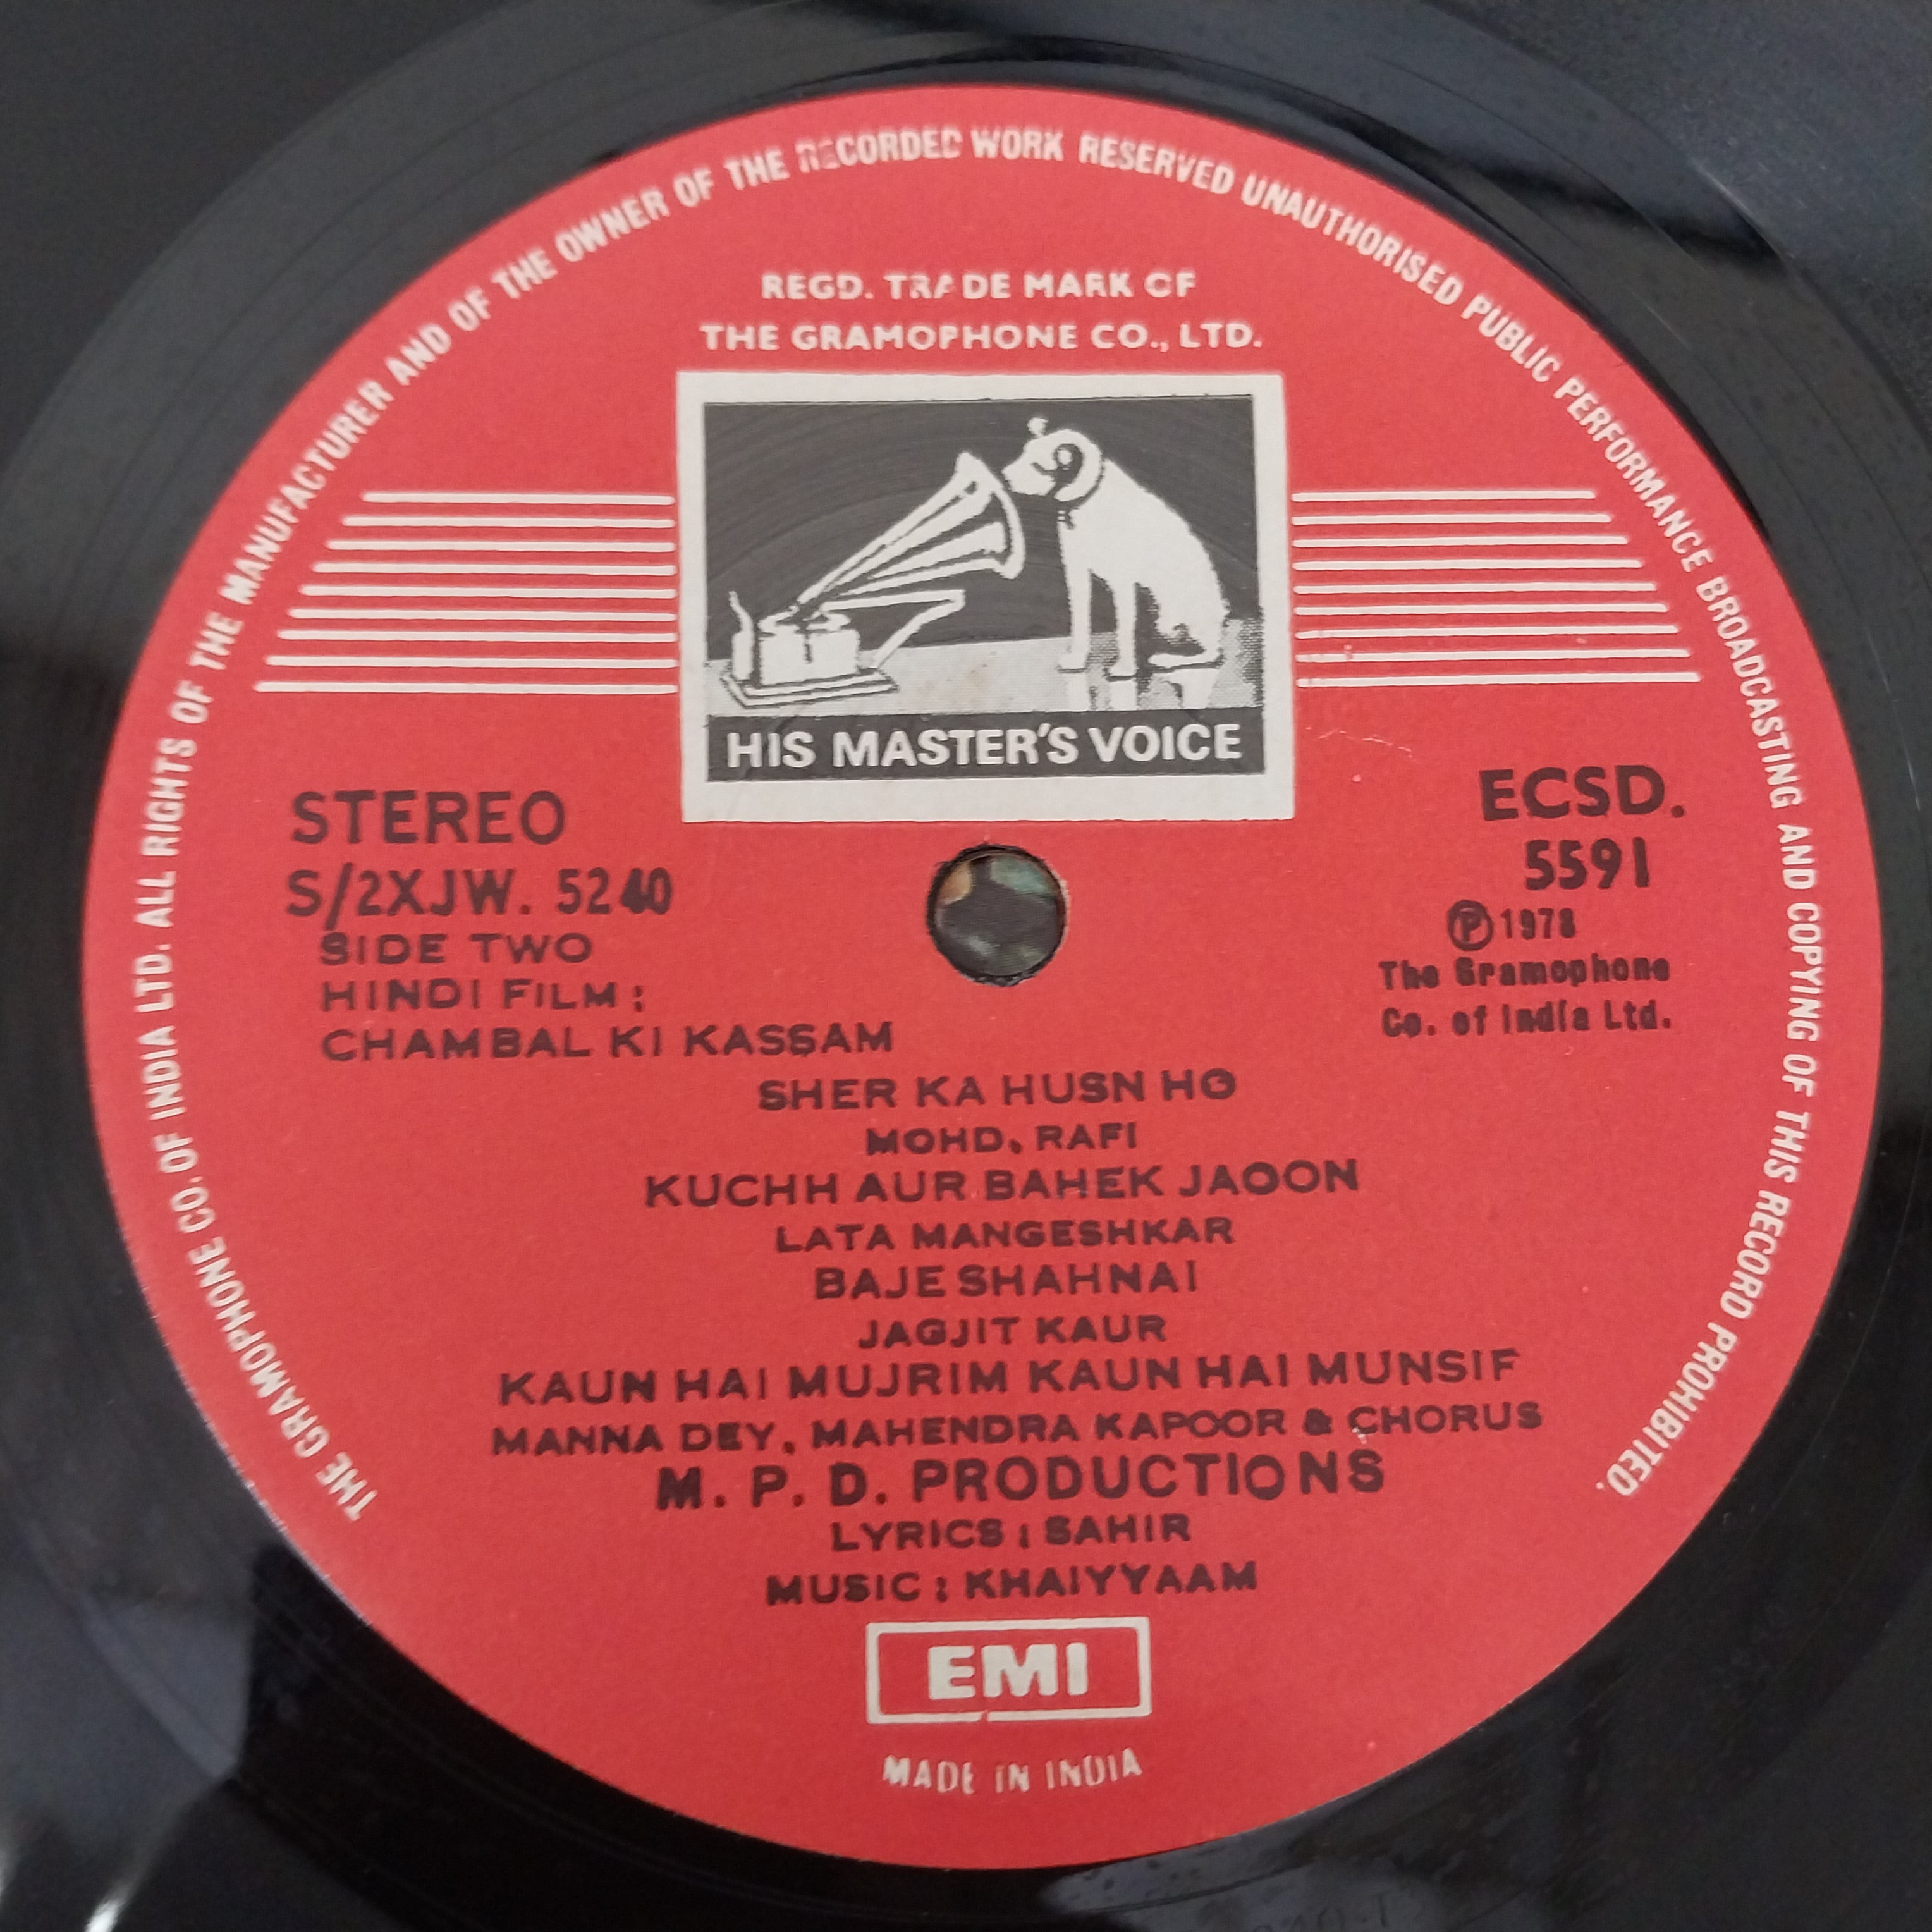 THE GRAMOPHONE CO. OF INDIA LTD. ALL RIGHTS OF THE MANUFACTURER AND OF THE OWNER OF THE RECORDED WORK RESERVED UNAUTHORISED PUBLIC PERFORMANCE BROADCASTING AND COPYING OF THIS RECORD PROHIBITED.
REGD. TRADE MARK OF
THE GRAMOPHONE CO., LTD.
HIS MASTER'S VOICE
STEREO
S/2XJW. 5240
SIDE TWO
HINDI FILM :
CHAMBAL KI KASSAM
ECSD.
5591
Ⓟ 1978
The Gramophone
Co. of India Ltd.
SHER KA HUSN HO
MOHD. RAFI
KUCHH AUR BAHEK JAOON
LATA MANGESHKAR
BAJE SHAHNAI
JAGJIT KAUR
KAUN HAI MUJRIM KAUN HAI MUNSIF
MANNA DEY, MAHENDRA KAPOOR & CHORUS
M. P. D. PRODUCTIONS
LYRICS : SAHIR
MUSIC : KHAIYYAAM
EMI
MADE IN INDIA